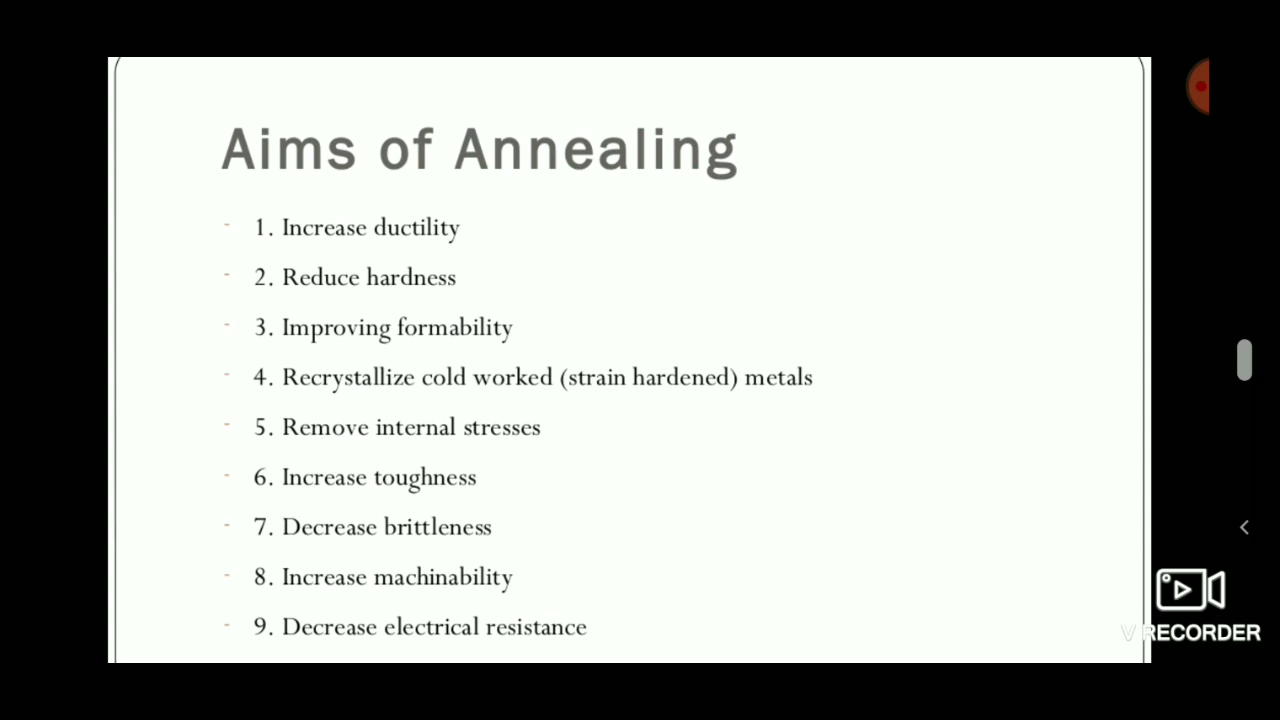 Aims of Annealing
- 1. Increase ductility
- 2. Reduce hardness
- 3. Improving formability
- 4. Recrystallize cold worked (strain hardened) metals
- 5. Remove internal stresses
- 6. Increase toughness
- 7. Decrease brittleness
- 8. Increase machinability
- 9. Decrease electrical resistance
V RECORDER